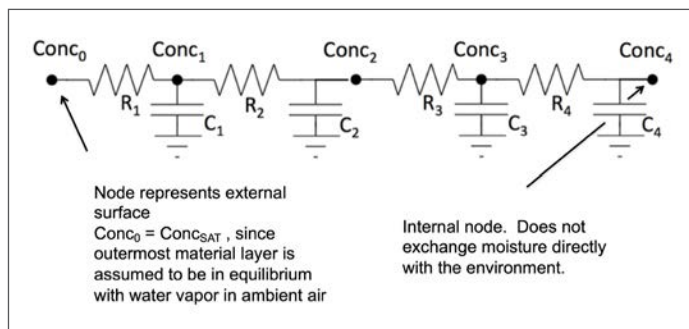 Conc0 Conc1 Conc2 Conc3 Conc4
R1 R2 R3 R4
C1 C2 C3 C4
Node represents external
surface
Conc0 = ConcSAT , since
outermost material layer is
assumed to be in equilibrium
with water vapor in ambient air
Internal node. Does not
exchange moisture directly
with the environment.